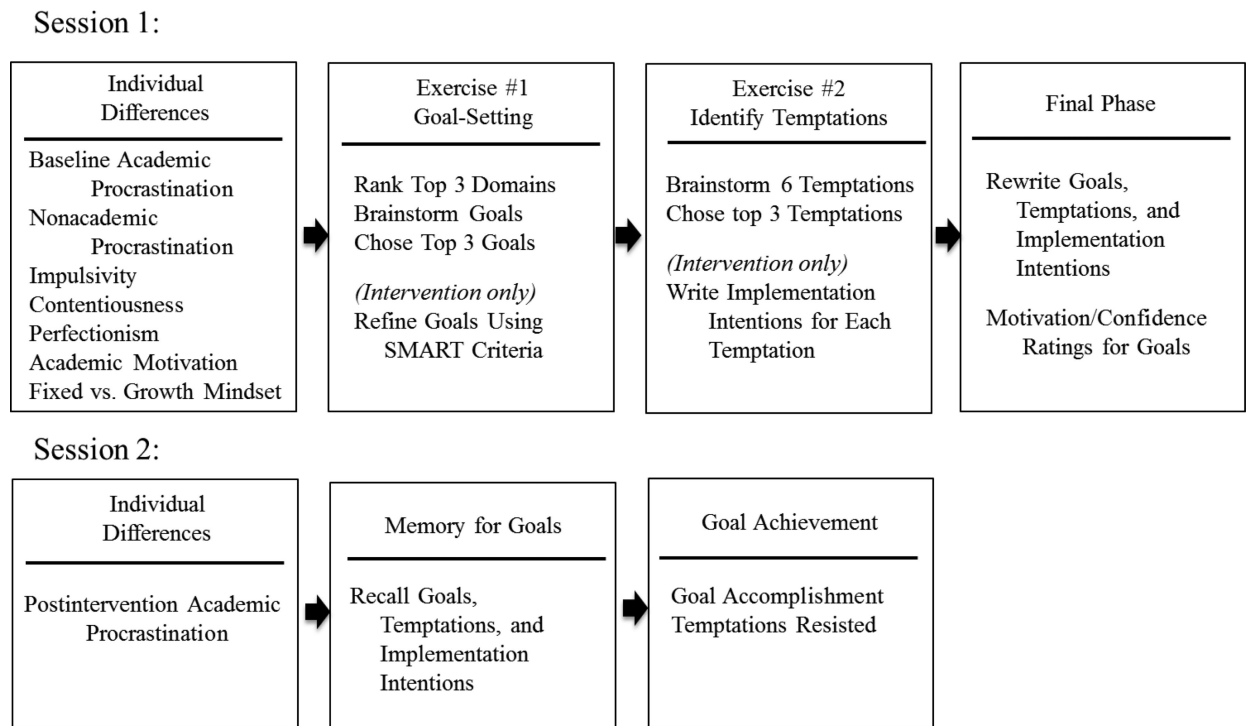 Session 1:
Individual
Differences
Baseline Academic
Procrastination
Nonacademic
Procrastination
Impulsivity
Contentiousness
Perfectionism
Academic Motivation
Fixed vs. Growth Mindset
Exercise #1
Goal-Setting
Rank Top 3 Domains
Brainstorm Goals
Chose Top 3 Goals
(Intervention only)
Refine Goals Using
SMART Criteria
Exercise #2
Identify Temptations
Brainstorm 6 Temptations
Chose top 3 Temptations
(Intervention only)
Write Implementation
Intentions for Each
Temptation
Final Phase
Rewrite Goals,
Temptations, and
Implementation
Intentions
Motivation/Confidence
Ratings for Goals
Session 2:
Individual
Differences
Postintervention Academic
Procrastination
Memory for Goals
Recall Goals,
Temptations, and
Implementation
Intentions
Goal Achievement
Goal Accomplishment
Temptations Resisted